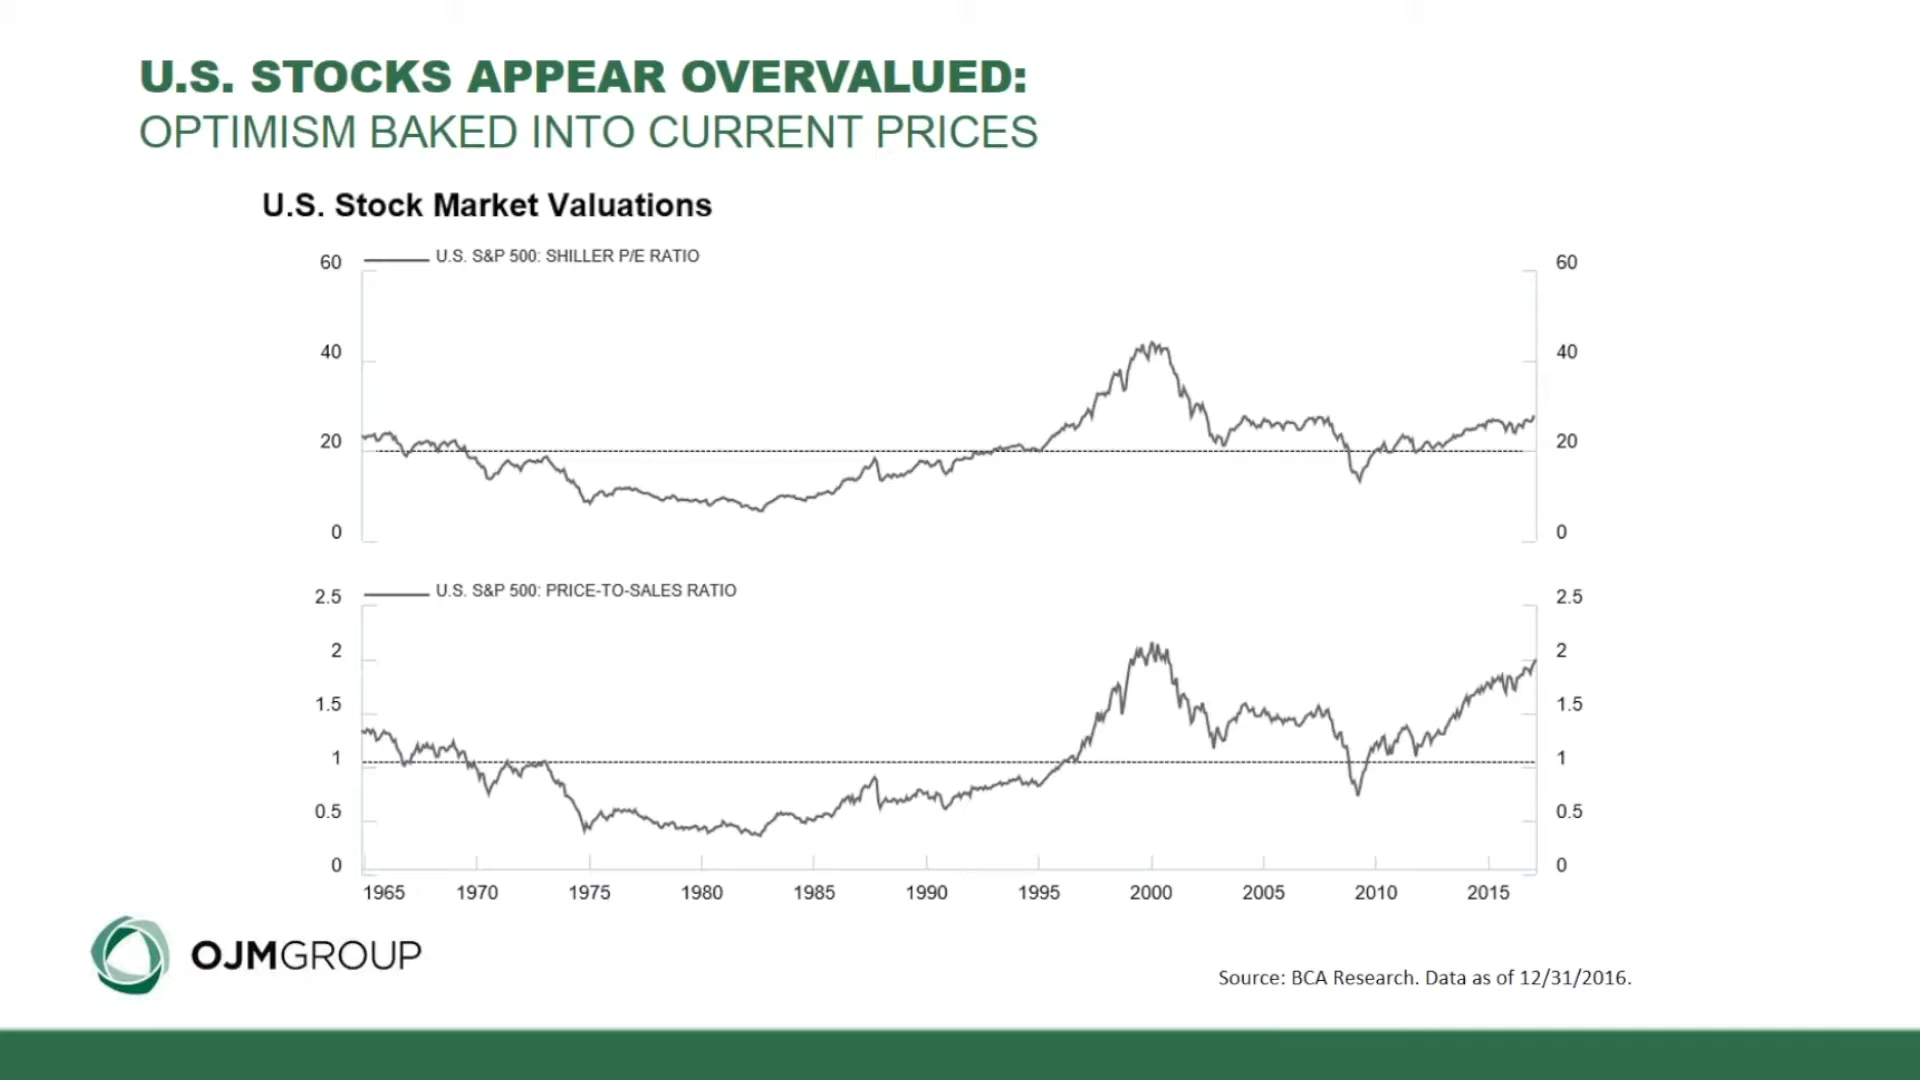 U.S. STOCKS APPEAR OVERVALUED:
OPTIMISM BAKED INTO CURRENT PRICES
U.S. Stock Market Valuations
U.S. S&P 500: SHILLER P/E RATIO
60 60
40 40
20 20
0 0
U.S. S&P 500: PRICE-TO-SALES RATIO
2.5 2.5
2 2
1.5 1.5
1 1
0.5 0.5
0 0
1965 1970 1975 1980 1985 1990 1995 2000 2005 2010 2015
OJMGROUP
Source: BCA Research. Data as of 12/31/2016.